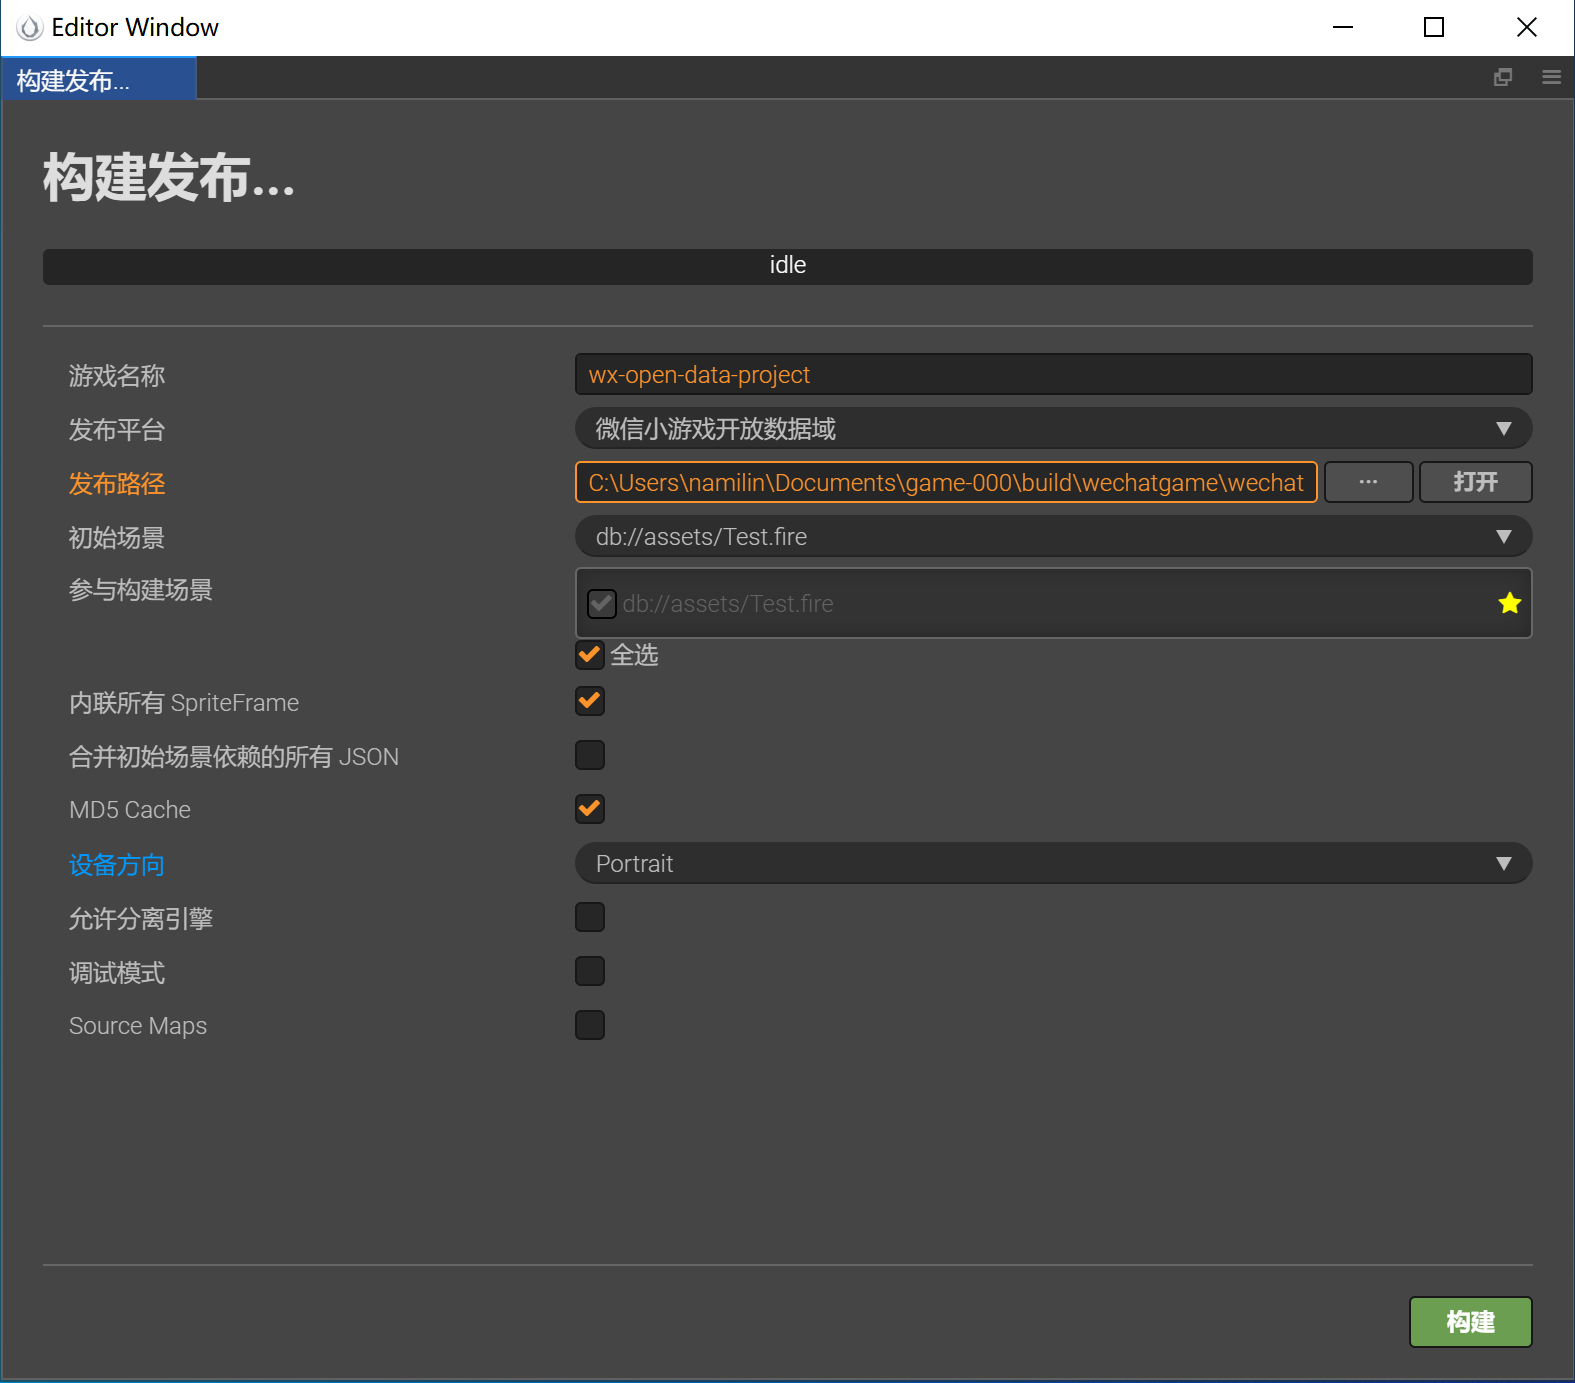 Editor Window
构建发布...
构建发布...
idle
游戏名称 wx-open-data-project
发布平台 微信小游戏开放数据域
发布路径 C:\Users\namilin\Documents\game-000\build\wechatgame\wechat ... 打开
初始场景 db://assets/Test.fire
参与构建场景 db://assets/Test.fire
全选
内联所有 SpriteFrame
合并初始场景依赖的所有 JSON
MD5 Cache
设备方向 Portrait
允许分离引擎
调试模式
Source Maps
构建